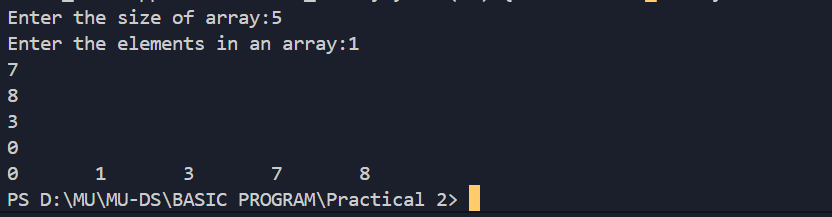 Enter the size of array:5
Enter the elements in an array:1
7
8
3
0
0 1 3 7 8
PS D:\MU\MU-DS\BASIC PROGRAM\Practical 2>